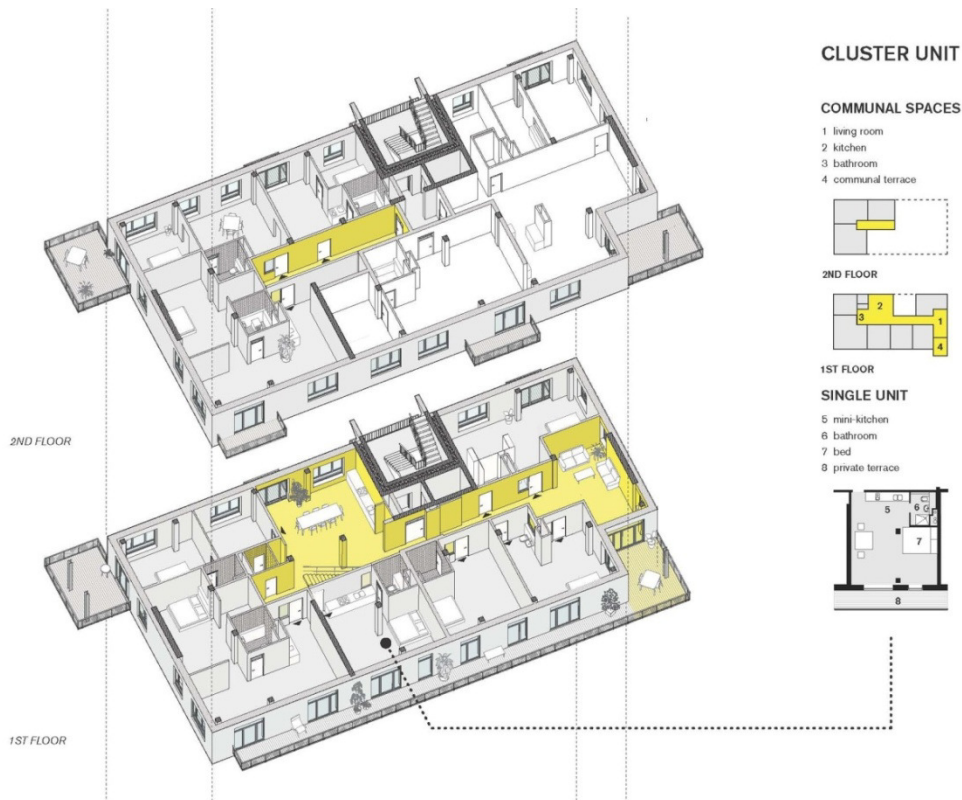 CLUSTER UNIT
COMMUNAL SPACES
1 living room
2 kitchen
3 bathroom
4 communal terrace
2ND FLOOR
2
3
1
4
1ST FLOOR
SINGLE UNIT
5 mini-kitchen
6 bathroom
7 bed
8 private terrace
5
6
7
8
2ND FLOOR
1ST FLOOR